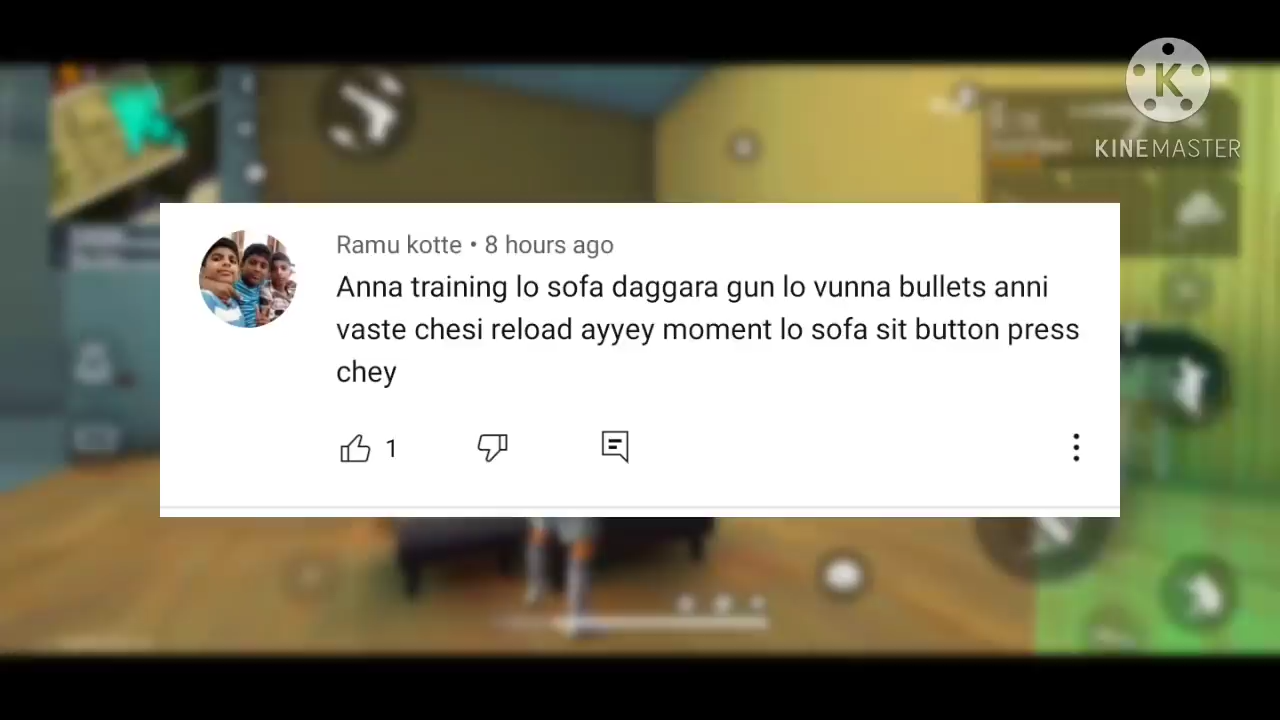 KINEMASTER
Ramu kotte • 8 hours ago
Anna training lo sofa daggara gun lo vunna bullets anni
vaste chesi reload ayyey moment lo sofa sit button press
chey
1